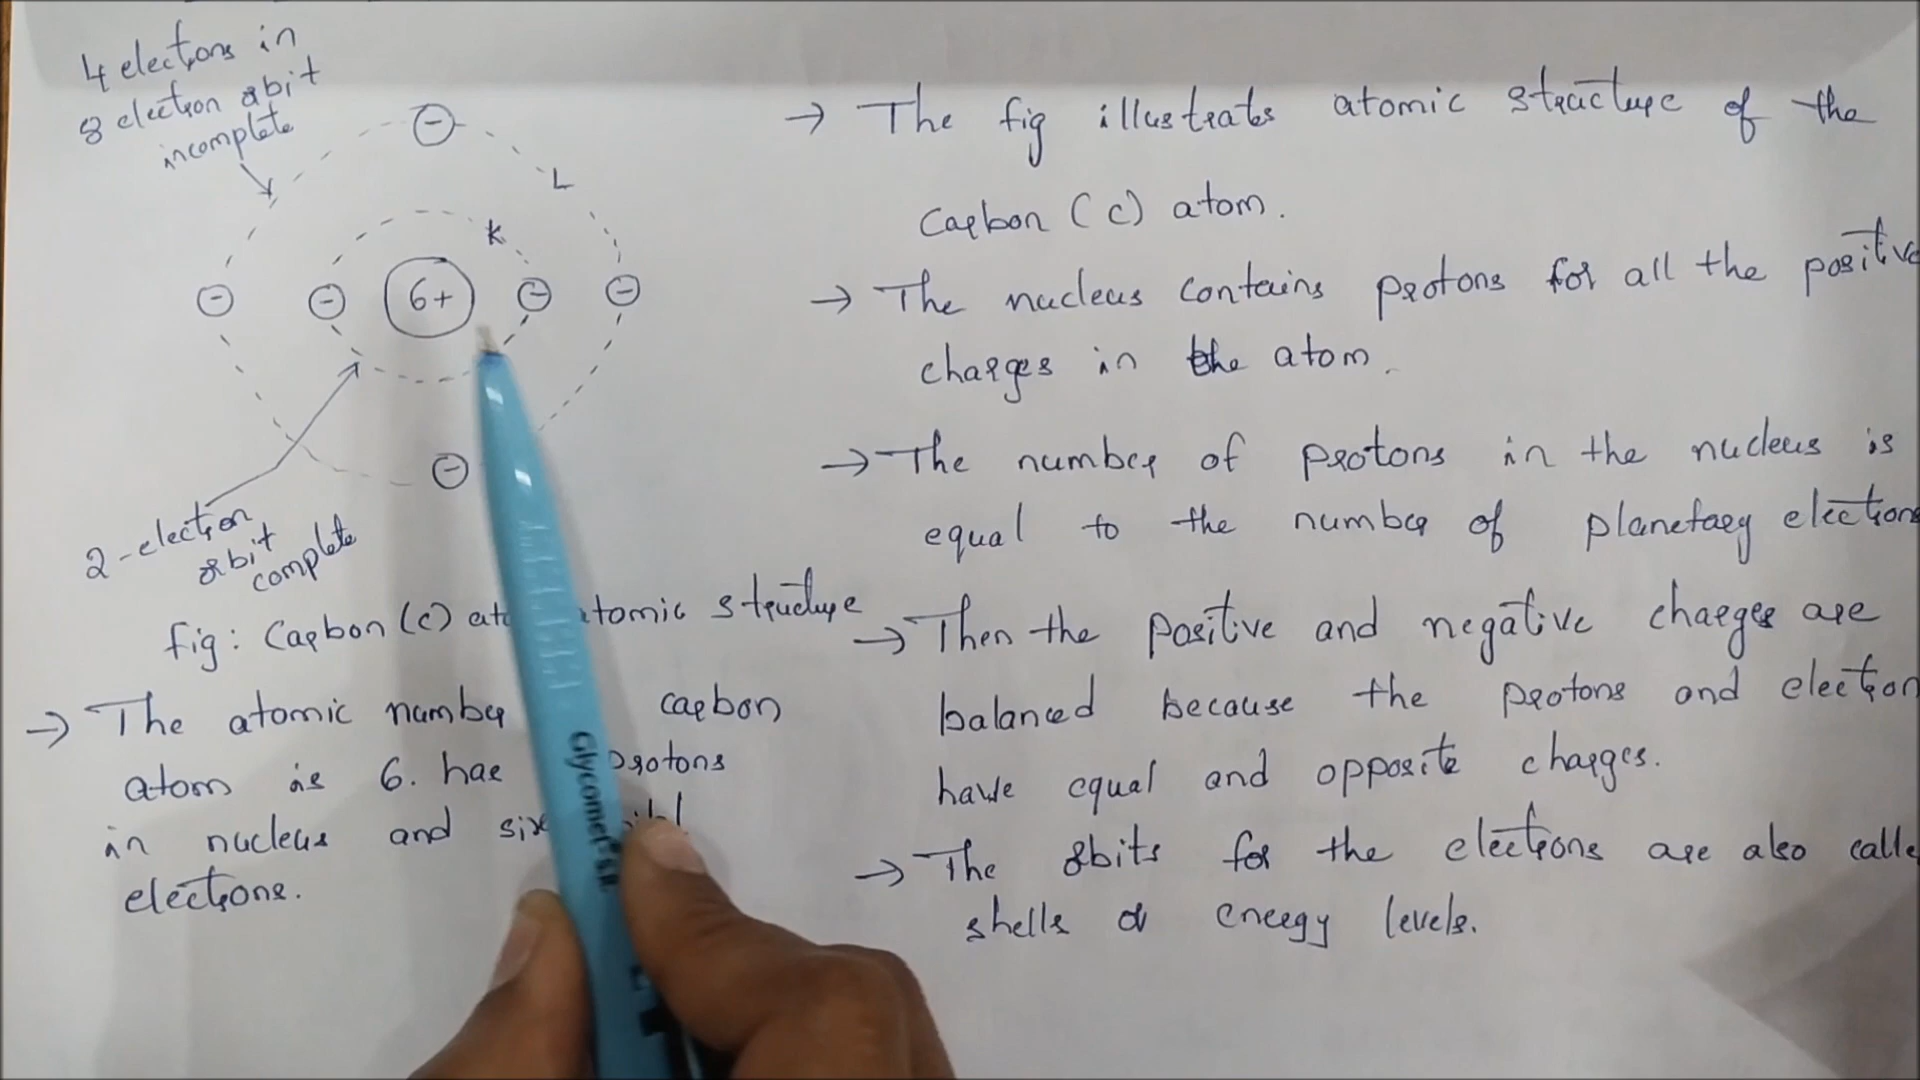 4 electrons in
8 electron orbit
incomplete
L
K
6+
2-electron
orbit
complete
fig: Carbon (c) atomic structure
→ The atomic number carbon
atom is 6. has protons
in nucleus and six
electrons.
→ The fig illustrates atomic structure of the
Carbon (c) atom.
→ The nucleus contains protons for all the positive
charges in the atom.
→ The number of protons in the nucleus is
equal to the number of planetary electrons
→ Then the positive and negative charges are
balanced because the protons and electron
have equal and opposite charges.
→ The orbits for the electrons are also calle
shells or energy levels.
Glycometsr